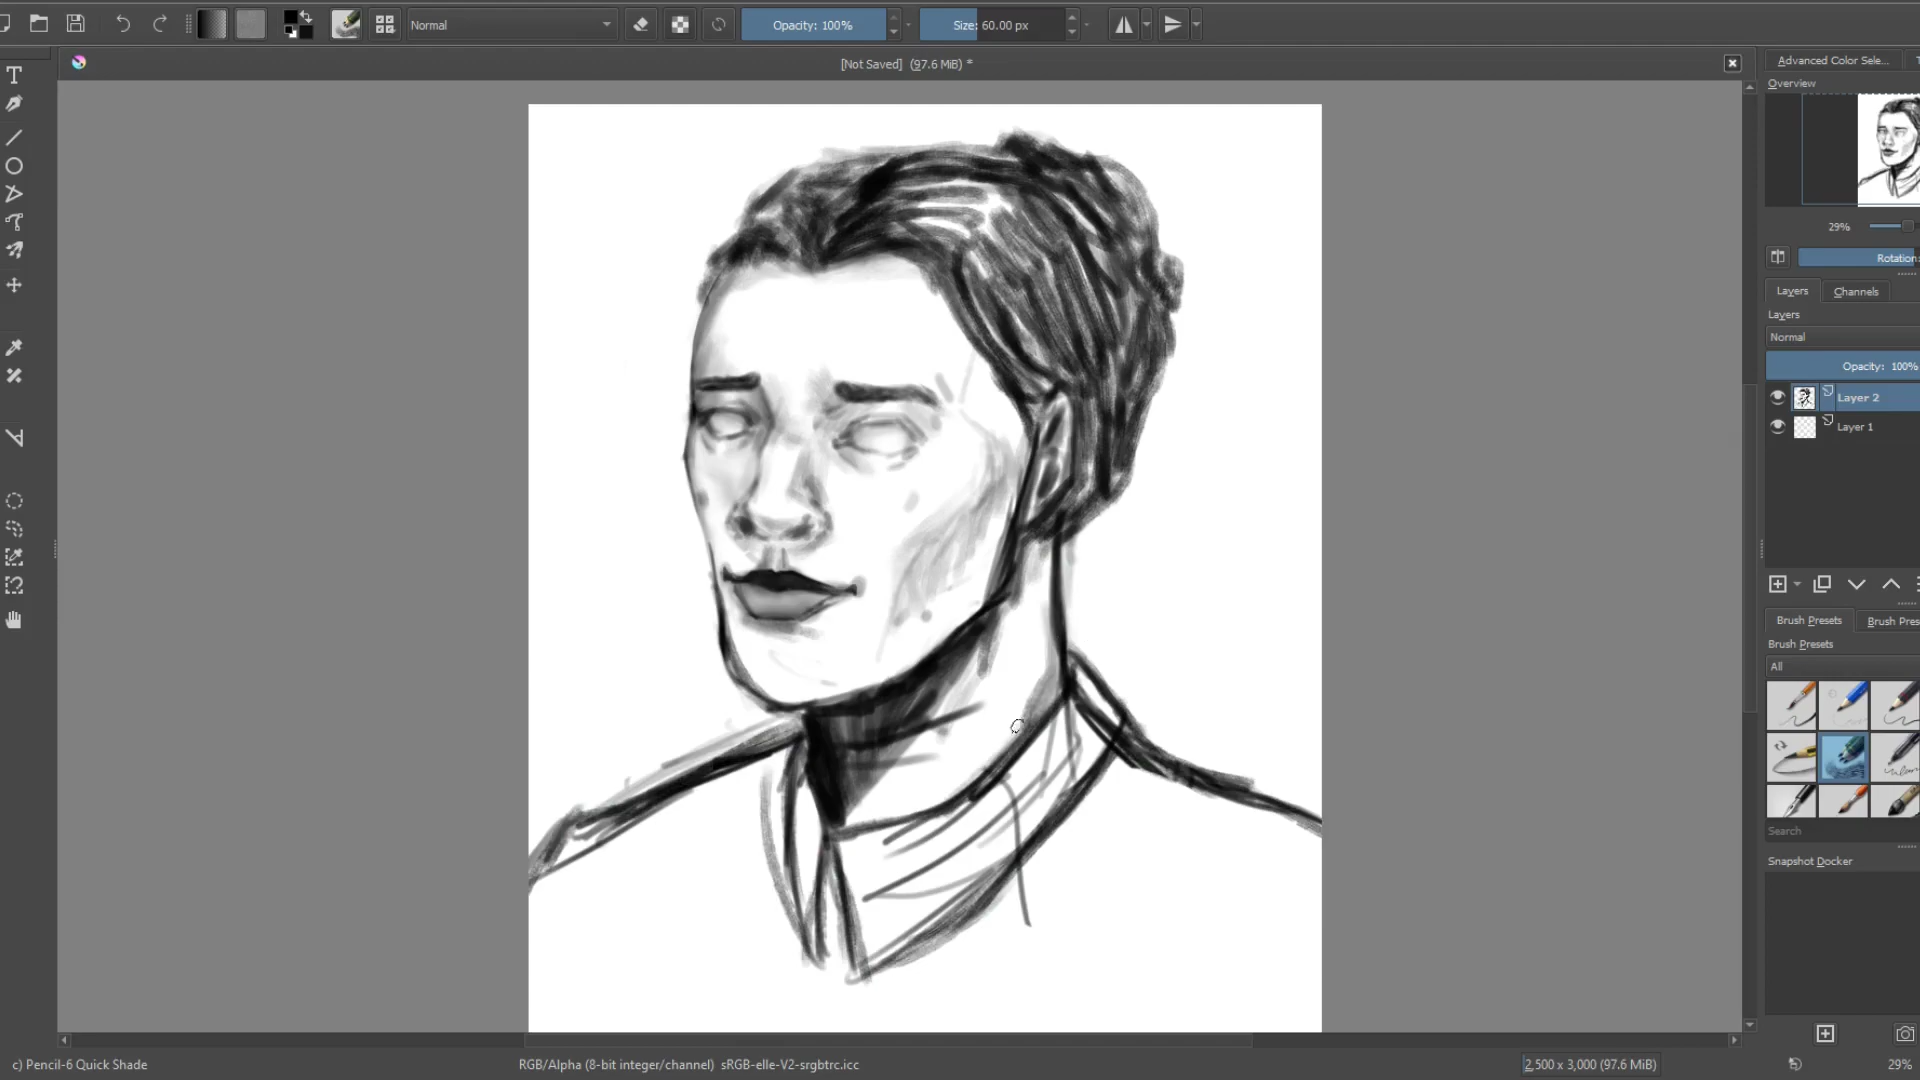 Normal
Opacity: 100%
Size: 60.00 px
[Not Saved] (97.6 MiB) *
Advanced Color Sele...
Overview
29%
Rotation:
Layers
Channels
Layers
Normal
Opacity: 100%
Layer 2
Layer 1
Brush Presets
Brush Pres
Brush Presets
All
Search
Snapshot Docker
c) Pencil-6 Quick Shade
RGB/Alpha (8-bit integer/channel) sRGB-elle-V2-srgbtrc.icc
2,500 x 3,000 (97.6 MiB)
29%